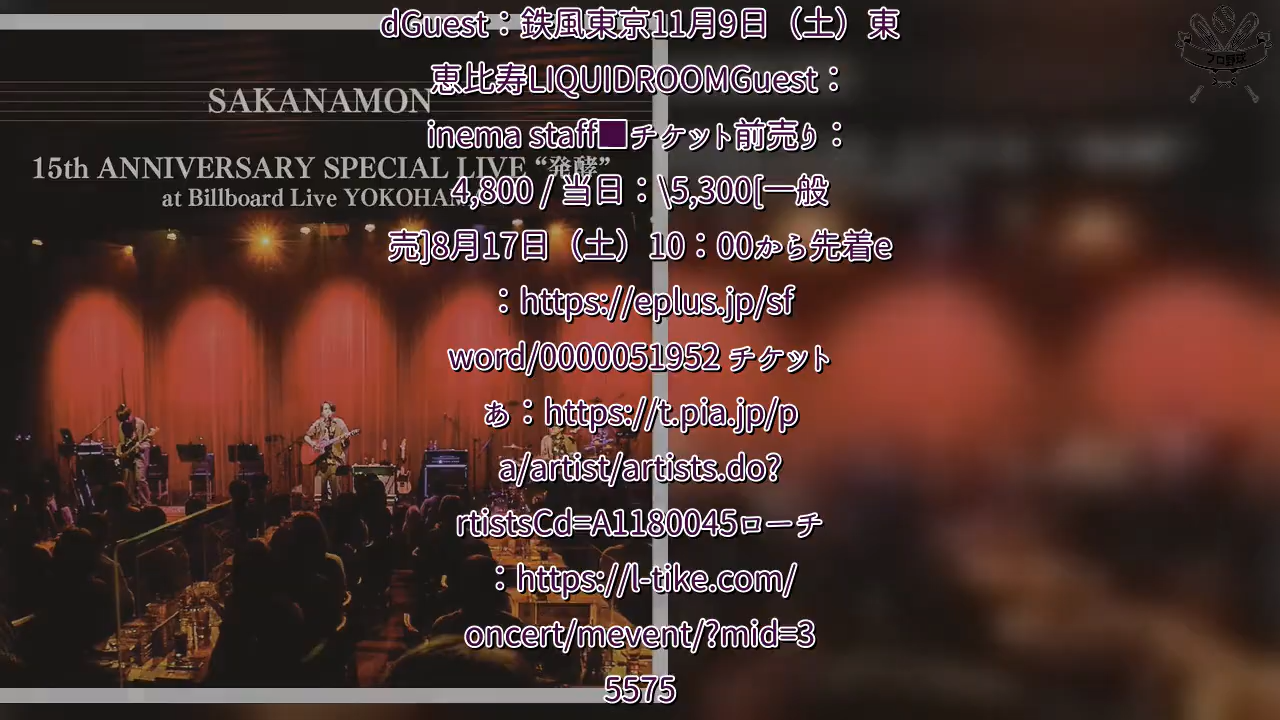 dGuest：鉄風東京11月9日（土）東
恵比寿LIQUIDROOMGuest：
inema staff■チケット前売り：
4,800 / 当日：\5,300[一般
売]8月17日（土）10：00から先着e
：https://eplus.jp/sf
word/0000051952 チケット
ぁ：https://t.pia.jp/p
a/artist/artists.do?
rtistsCd=A1180045ローチ
：https://l-tike.com/
oncert/mevent/?mid=3
5575
SAKANAMON
15th ANNIVERSARY SPECIAL LIVE “発酵”
at Billboard Live YOKOHAM
プロ野球